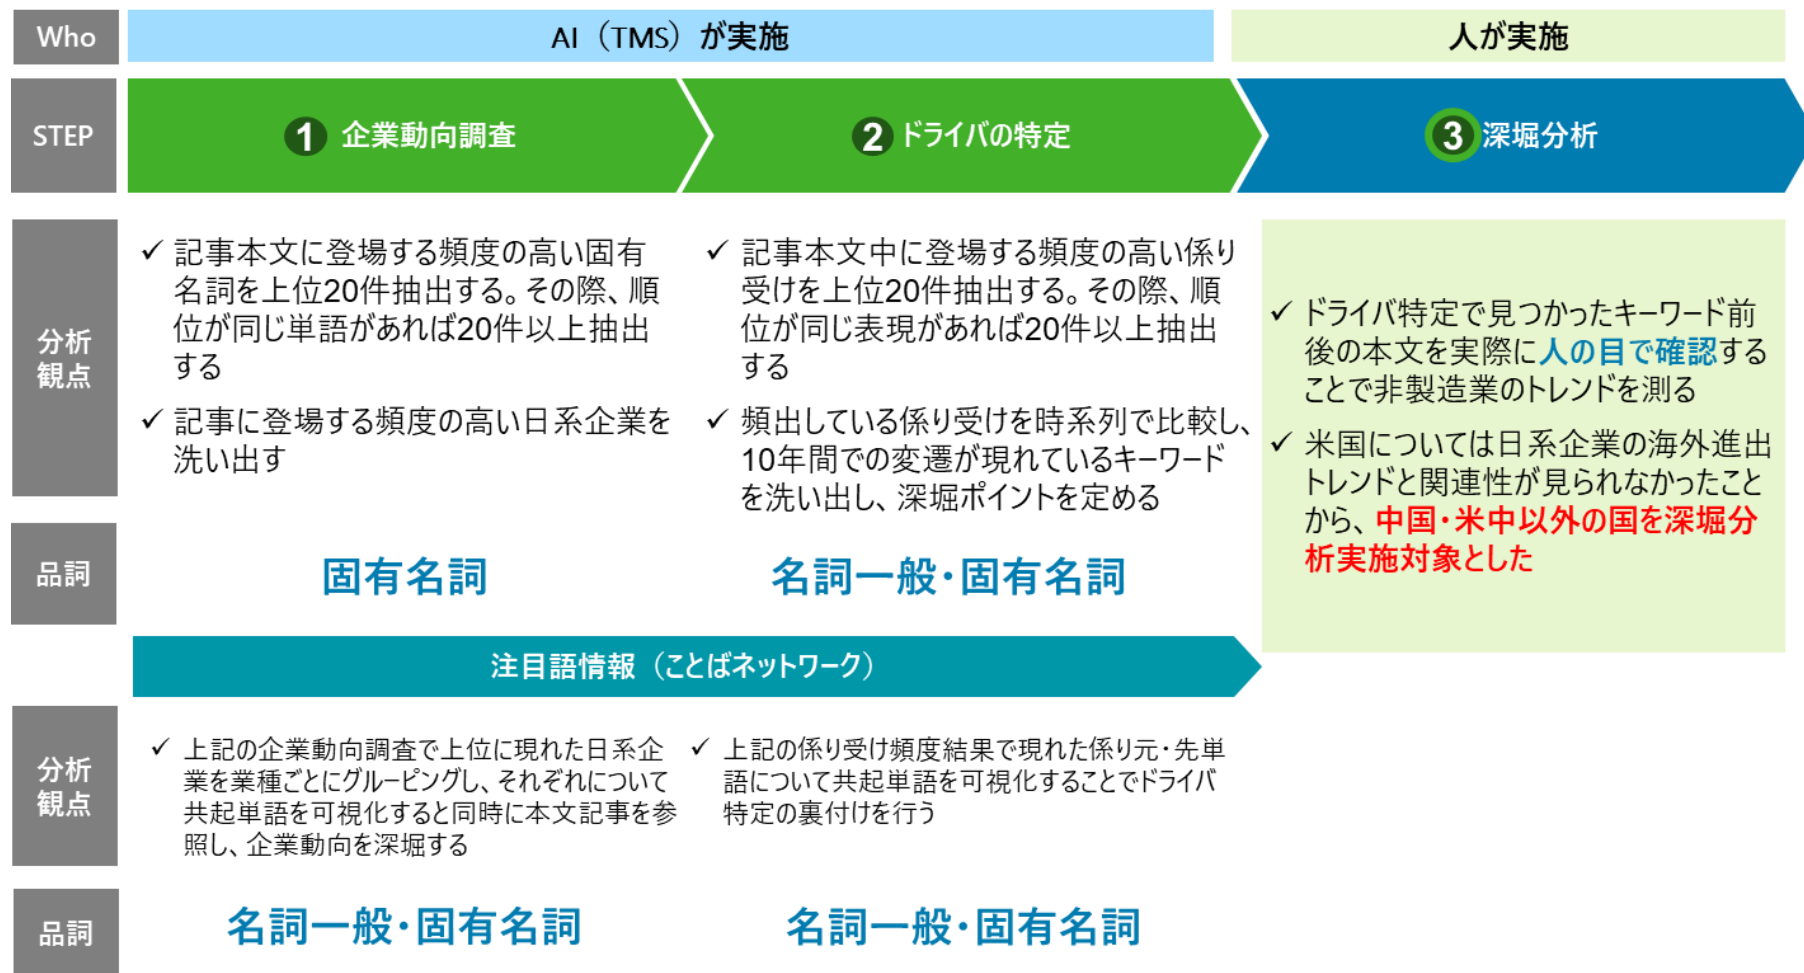 Who
AI（TMS）が実施
人が実施
STEP
1 企業動向調査
2 ドライバの特定
3 深堀分析
分析
観点
✓ 記事本文に登場する頻度の高い固有
名詞を上位20件抽出する。その際、順
位が同じ単語があれば20件以上抽出
する
✓ 記事に登場する頻度の高い日系企業を
洗い出す
✓ 記事本文中に登場する頻度の高い係り
受けを上位20件抽出する。その際、順
位が同じ表現があれば20件以上抽出
する
✓ 頻出している係り受けを時系列で比較し、
10年間での変遷が現れているキーワード
を洗い出し、深堀ポイントを定める
✓ ドライバ特定で見つかったキーワード前
後の本文を実際に人の目で確認する
ことで非製造業のトレンドを測る
✓ 米国については日系企業の海外進出
トレンドと関連性が見られなかったこと
から、中国・米中以外の国を深堀分
析実施対象とした
品詞
固有名詞
名詞一般・固有名詞
注目語情報（ことばネットワーク）
分析
観点
✓ 上記の企業動向調査で上位に現れた日系企
業を業種ごとにグルーピングし、それぞれについて
共起単語を可視化すると同時に本文記事を参
照し、企業動向を深堀する
✓ 上記の係り受け頻度結果で現れた係り元・先単
語について共起単語を可視化することでドライバ
特定の裏付けを行う
品詞
名詞一般・固有名詞
名詞一般・固有名詞